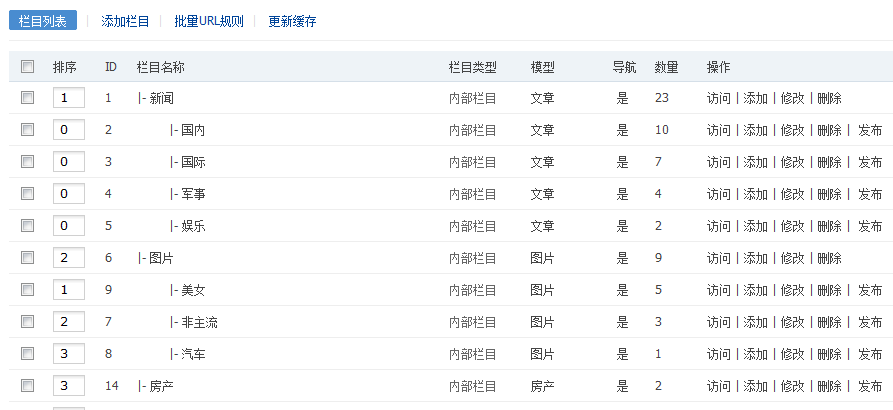 栏目列表 | 添加栏目 | 批量URL规则 | 更新缓存
排序 ID 栏目名称 栏目类型 模型 导航 数量 操作
1 1 |- 新闻 内部栏目 文章 是 23 访问 | 添加 | 修改 | 删除
0 2 |- 国内 内部栏目 文章 是 10 访问 | 添加 | 修改 | 删除 | 发布
0 3 |- 国际 内部栏目 文章 是 7 访问 | 添加 | 修改 | 删除 | 发布
0 4 |- 军事 内部栏目 文章 是 4 访问 | 添加 | 修改 | 删除 | 发布
0 5 |- 娱乐 内部栏目 文章 是 2 访问 | 添加 | 修改 | 删除 | 发布
2 6 |- 图片 内部栏目 图片 是 9 访问 | 添加 | 修改 | 删除
1 9 |- 美女 内部栏目 图片 是 5 访问 | 添加 | 修改 | 删除 | 发布
2 7 |- 非主流 内部栏目 图片 是 3 访问 | 添加 | 修改 | 删除 | 发布
3 8 |- 汽车 内部栏目 图片 是 1 访问 | 添加 | 修改 | 删除 | 发布
3 14 |- 房产 内部栏目 房产 是 2 访问 | 添加 | 修改 | 删除 | 发布